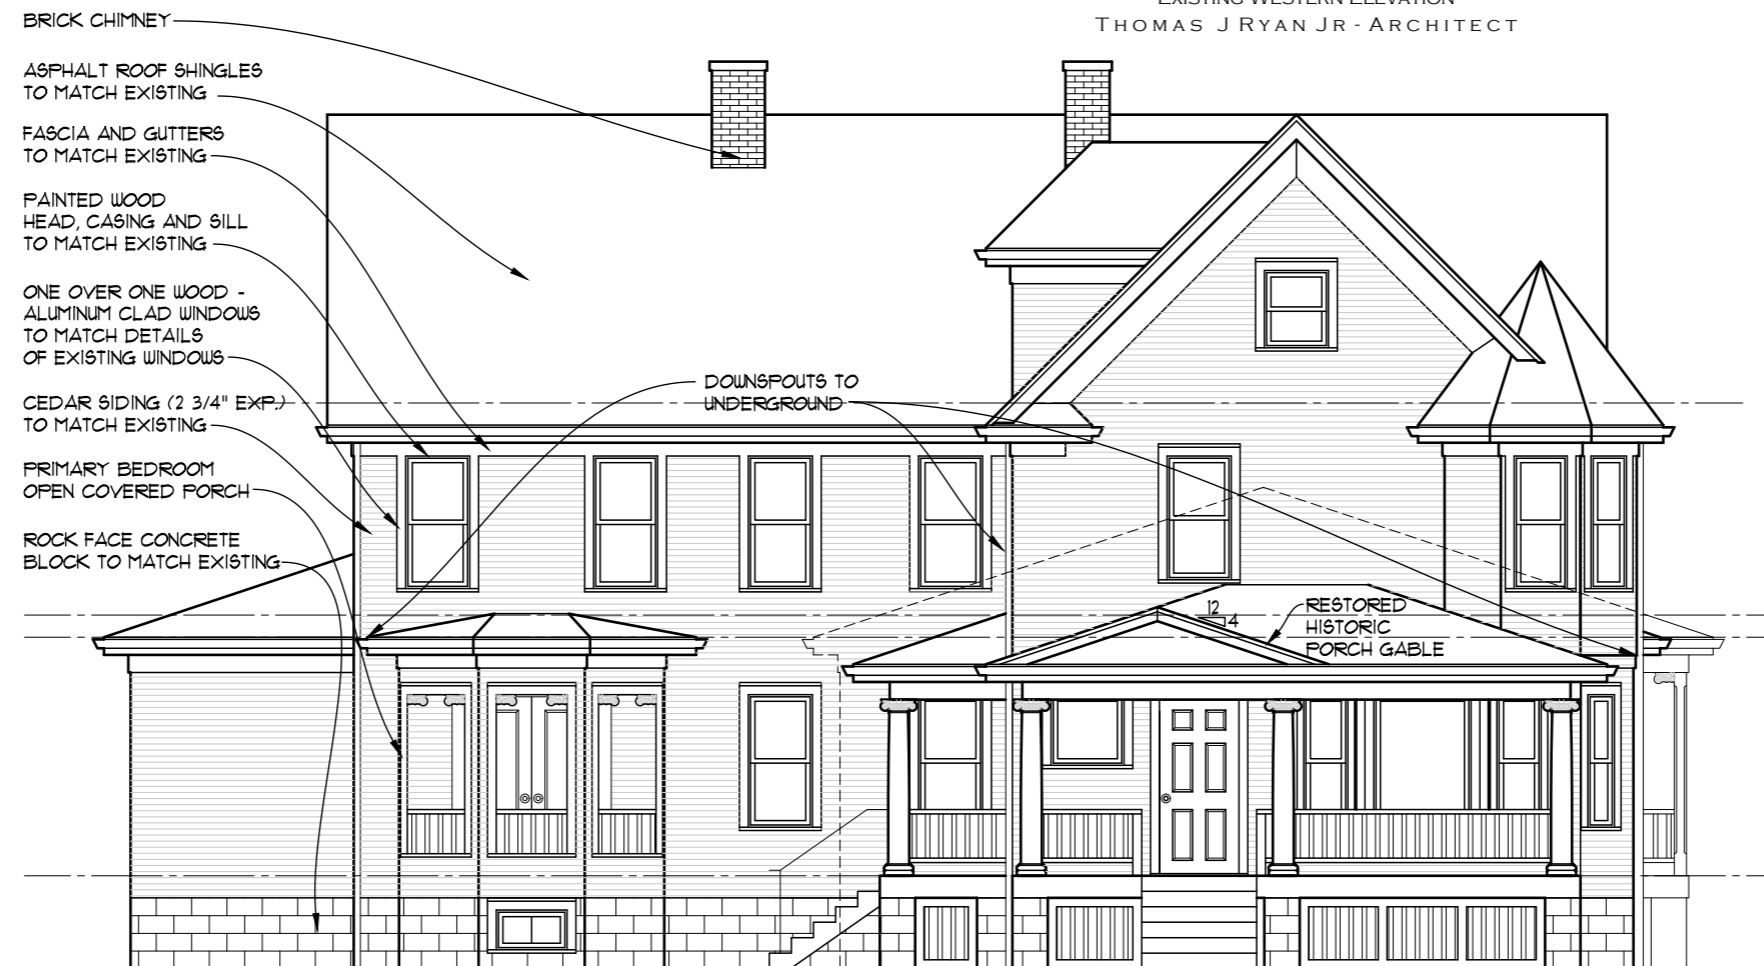 EXISTING WESTERN ELEVATION
THOMAS J RYAN JR - ARCHITECT
BRICK CHIMNEY
ASPHALT ROOF SHINGLES
TO MATCH EXISTING
FASCIA AND GUTTERS
TO MATCH EXISTING
PAINTED WOOD
HEAD, CASING AND SILL
TO MATCH EXISTING
ONE OVER ONE WOOD -
ALUMINUM CLAD WINDOWS
TO MATCH DETAILS
OF EXISTING WINDOWS
CEDAR SIDING (2 3/4" EXP.)
TO MATCH EXISTING
PRIMARY BEDROOM
OPEN COVERED PORCH
ROCK FACE CONCRETE
BLOCK TO MATCH EXISTING
DOWNSPOUTS TO
UNDERGROUND
12
4
RESTORED
HISTORIC
PORCH GABLE